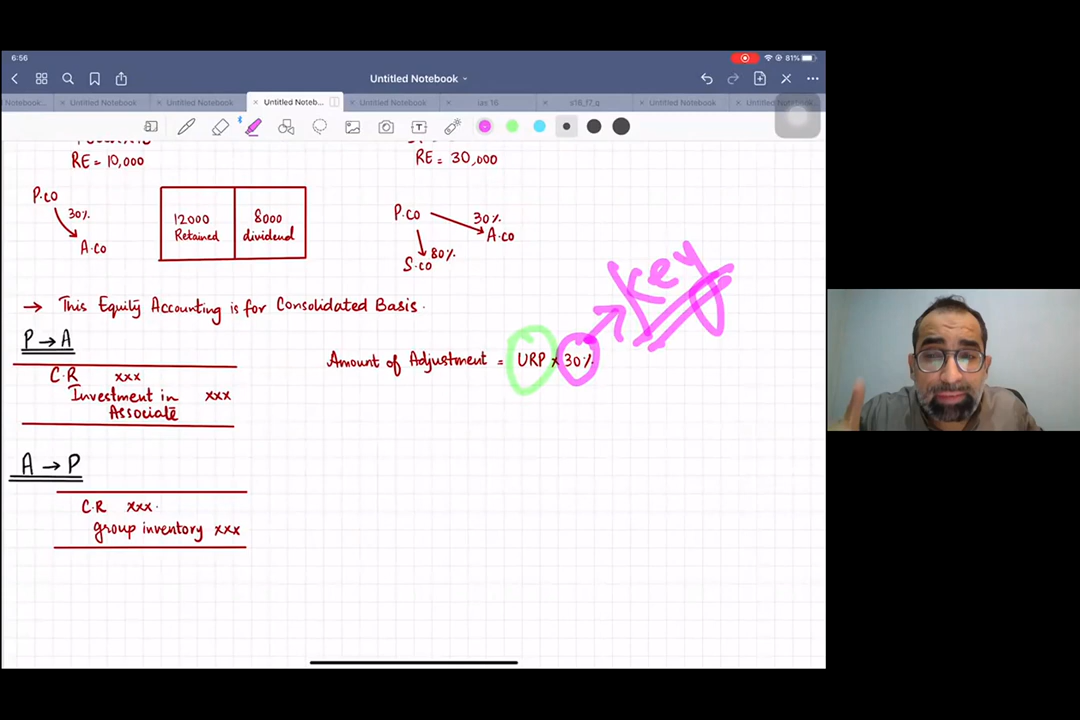 6:56
81%
Untitled Notebook
Notebook...
Untitled Notebook
Untitled Notebook
Untitled Noteb...
Untitled Notebook
ias 16
s16_17_q
Untitled Notebook
Untitled Notebook
RE = 10,000
RE = 30,000
P.co
30%
A.co
12000
Retained
8000
dividend
P.co
30%
A.co
80%
S.co
→ This Equity Accounting is for Consolidated Basis.
P → A
C.R xxx
Investment in xxx
Associate
Amount of Adjustment = URP × 30%
Key
A → P
C.R xxx.
group inventory xxx